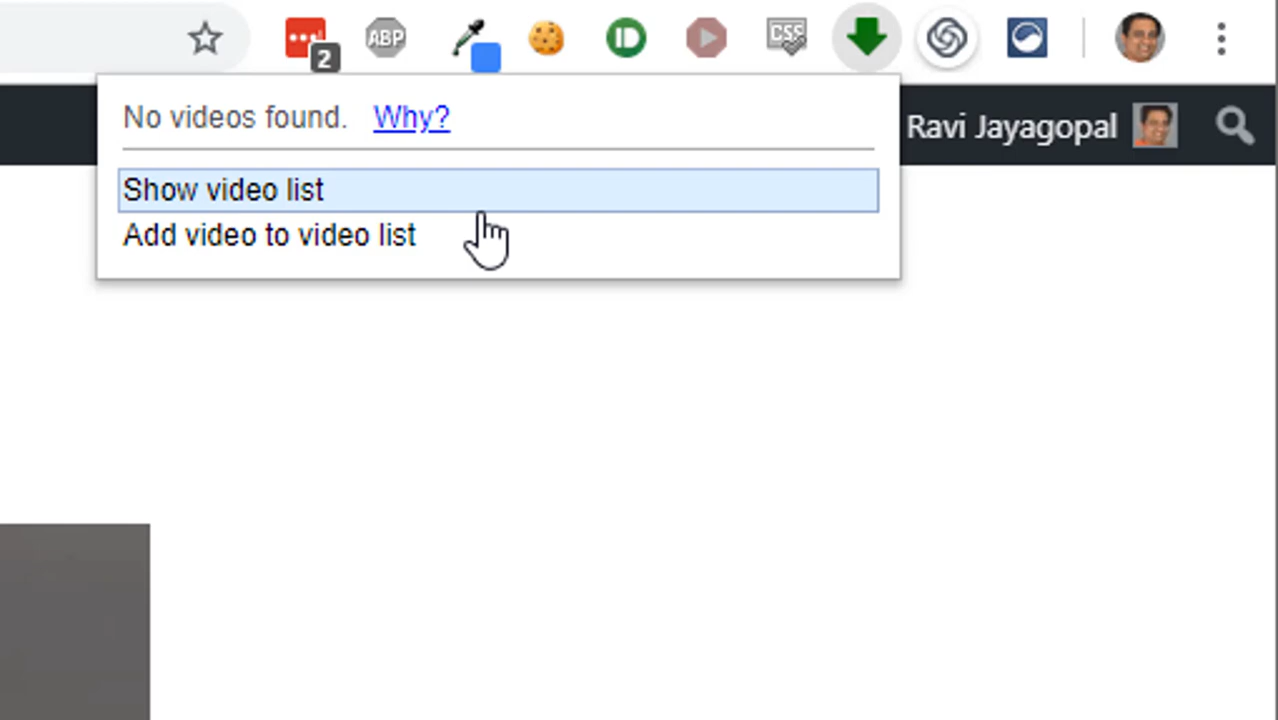 2
ABP
CSS
No videos found. Why?
Ravi Jayagopal
Show video list
Add video to video list